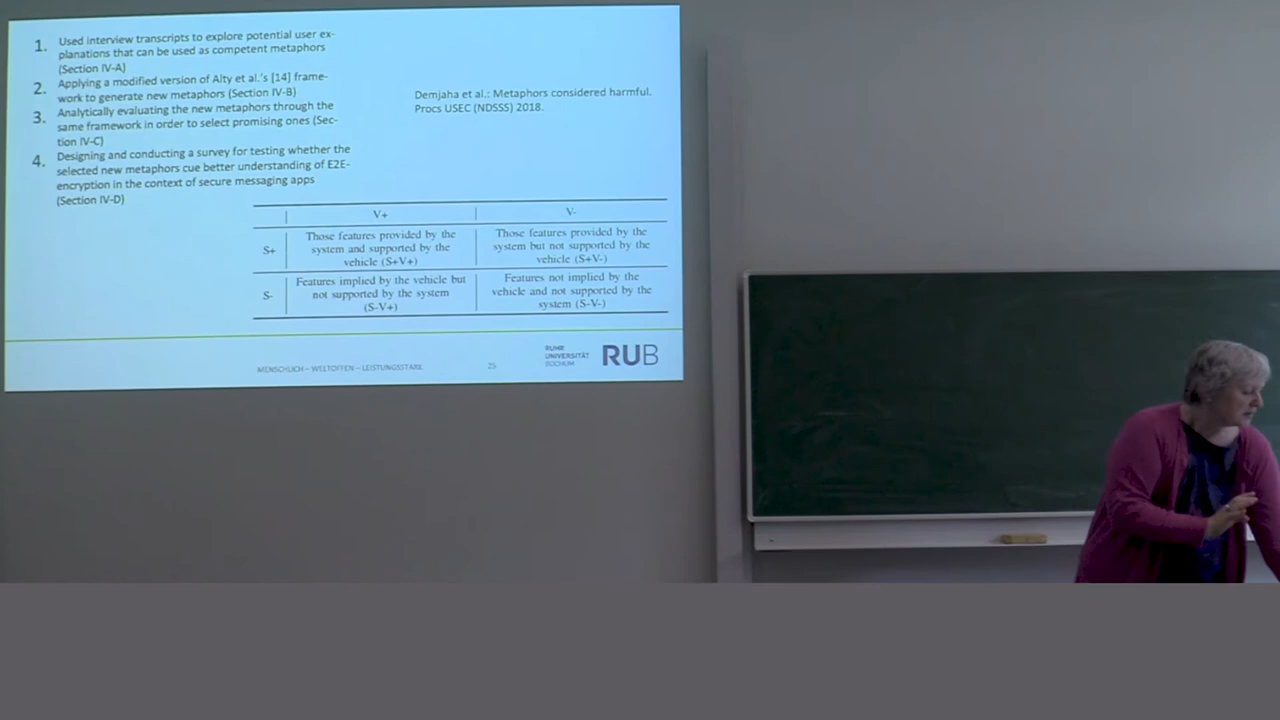 1. Used interview transcripts to explore potential user ex-
planations that can be used as competent metaphors
(Section IV-A)
2. Applying a modified version of Alty et al.'s [14] frame-
work to generate new metaphors (Section IV-B)
3. Analytically evaluating the new metaphors through the
same framework in order to select promising ones (Sec-
tion IV-C)
4. Designing and conducting a survey for testing whether the
selected new metaphors cue better understanding of E2E-
encryption in the context of secure messaging apps
(Section IV-D)
Demjaha et al.: Metaphors considered harmful.
Procs USEC (NDSSS) 2018.
V+ V-
S+
Those features provided by the
system and supported by the
vehicle (S+V+)
Those features provided by the
system but not supported by the
vehicle (S+V-)
S-
Features implied by the vehicle but
not supported by the system
(S-V+)
Features not implied by the
vehicle and not supported by the
system (S-V-)
MENSCHLICH – WELTOFFEN – LEISTUNGSSTARK
25
RUHR
UNIVERSITÄT
BOCHUM
RUB